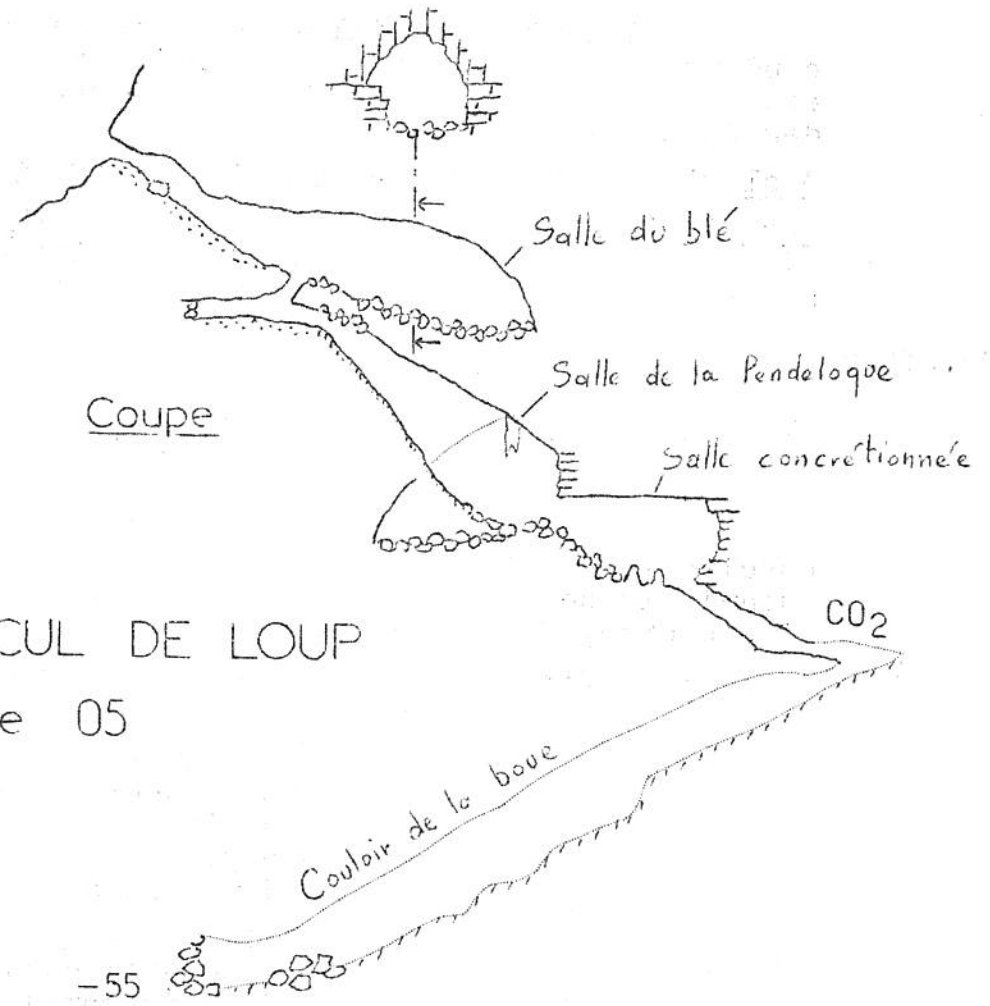 Salle du blé
Salle de la Pendeloque
Coupe
Salle concrétionnée
CO2
CUL DE LOUP
e 05
Couloir de la boue
-55